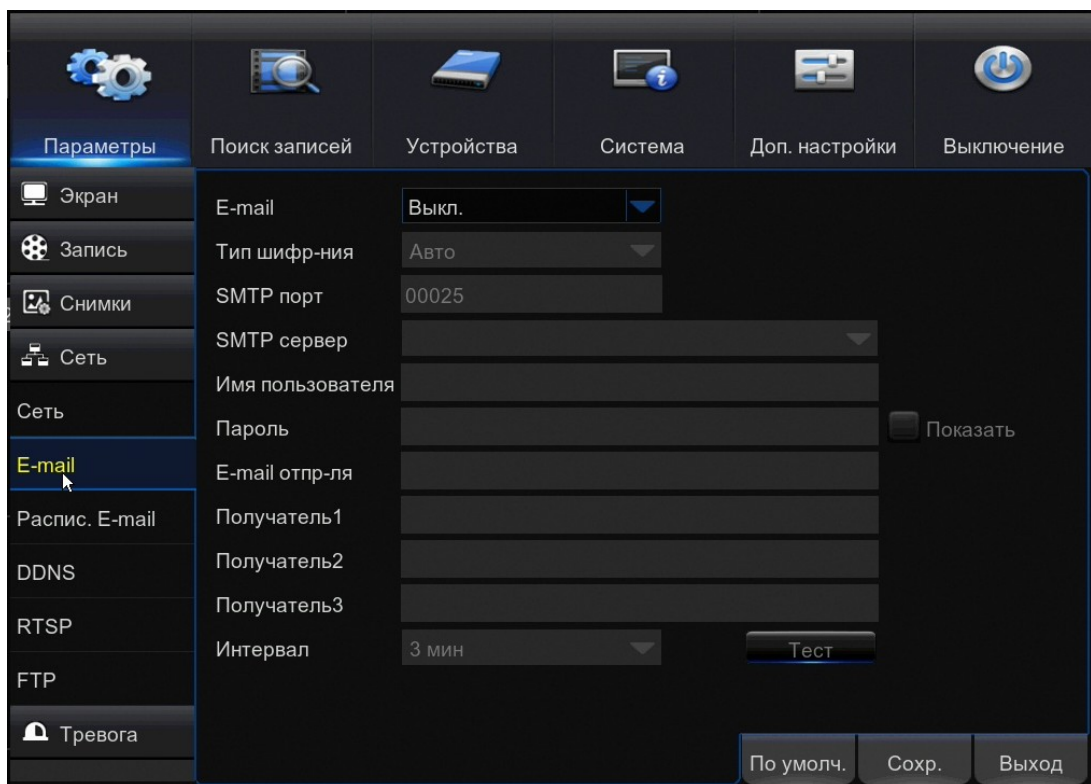 Параметры Поиск записей Устройства Система Доп. настройки Выключение
Экран
Запись
Снимки
Сеть
Сеть
E-mail
Распис. E-mail
DDNS
RTSP
FTP
Тревога
E-mail Выкл.
Тип шифр-ния Авто
SMTP порт 00025
SMTP сервер
Имя пользователя
Пароль Показать
E-mail отпр-ля
Получатель1
Получатель2
Получатель3
Интервал 3 мин Тест
По умолч. Сохр. Выход